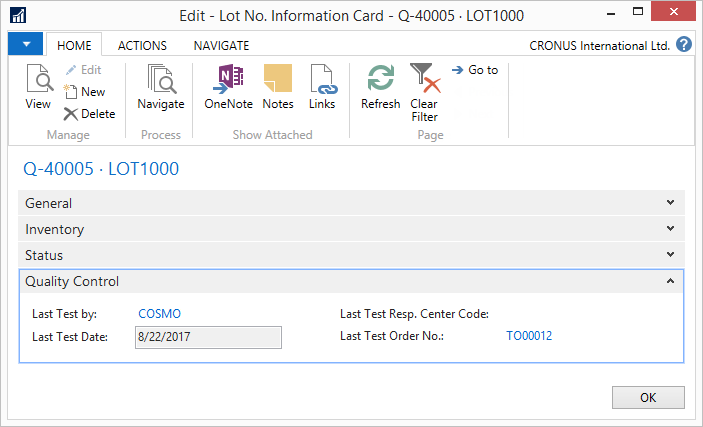 Edit - Lot No. Information Card - Q-40005 · LOT1000
HOME ACTIONS NAVIGATE CRONUS International Ltd. ?
View
Edit
New
Delete
Manage
Navigate
Process
OneNote Notes Links
Show Attached
Refresh Clear Filter
Go to
Page
Q-40005 · LOT1000
General
Inventory
Status
Quality Control
Last Test by: COSMO Last Test Resp. Center Code:
Last Test Date: 8/22/2017 Last Test Order No.: TO00012
OK